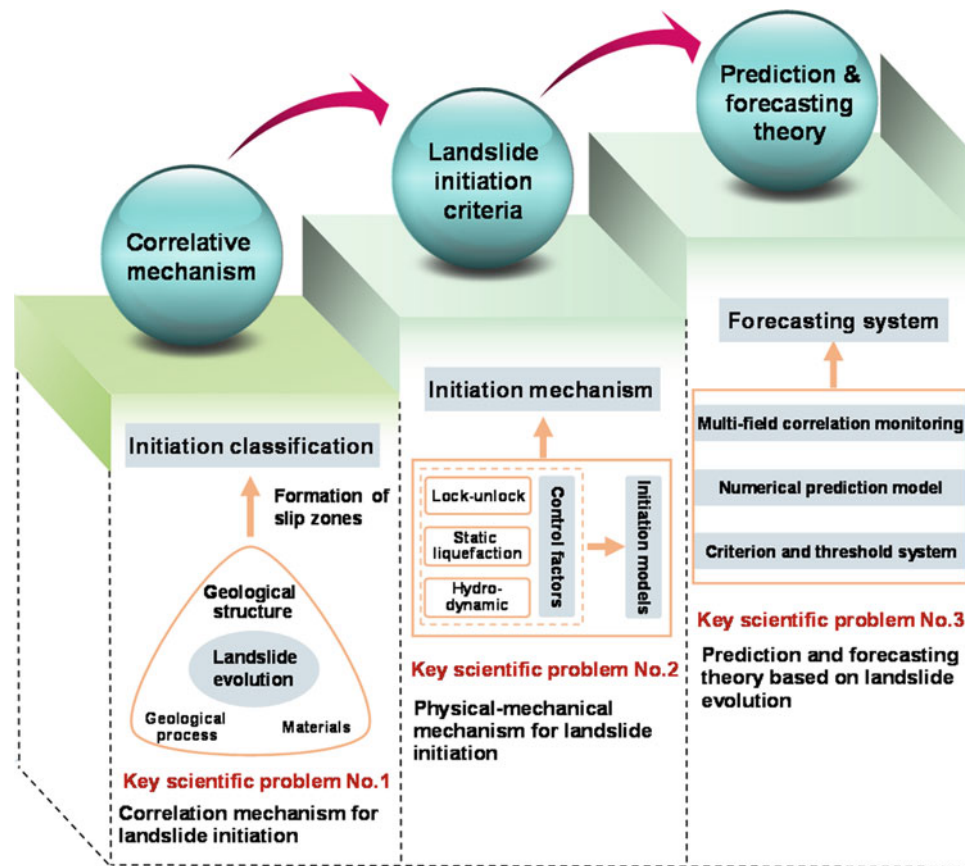 Correlative
mechanism
Landslide
initiation
criteria
Prediction &
forecasting
theory
Initiation classification
Formation of
slip zones
Geological
structure
Landslide
evolution
Geological
process
Materials
Key scientific problem No.1
Correlation mechanism for
landslide initiation
Initiation mechanism
Lock-unlock
Static
liquefaction
Hydro-
dynamic
Control factors
Initiation models
Key scientific problem No.2
Physical-mechanical
mechanism for landslide
initiation
Forecasting system
Multi-field correlation monitoring
Numerical prediction model
Criterion and threshold system
Key scientific problem No.3
Prediction and forecasting
theory based on landslide
evolution